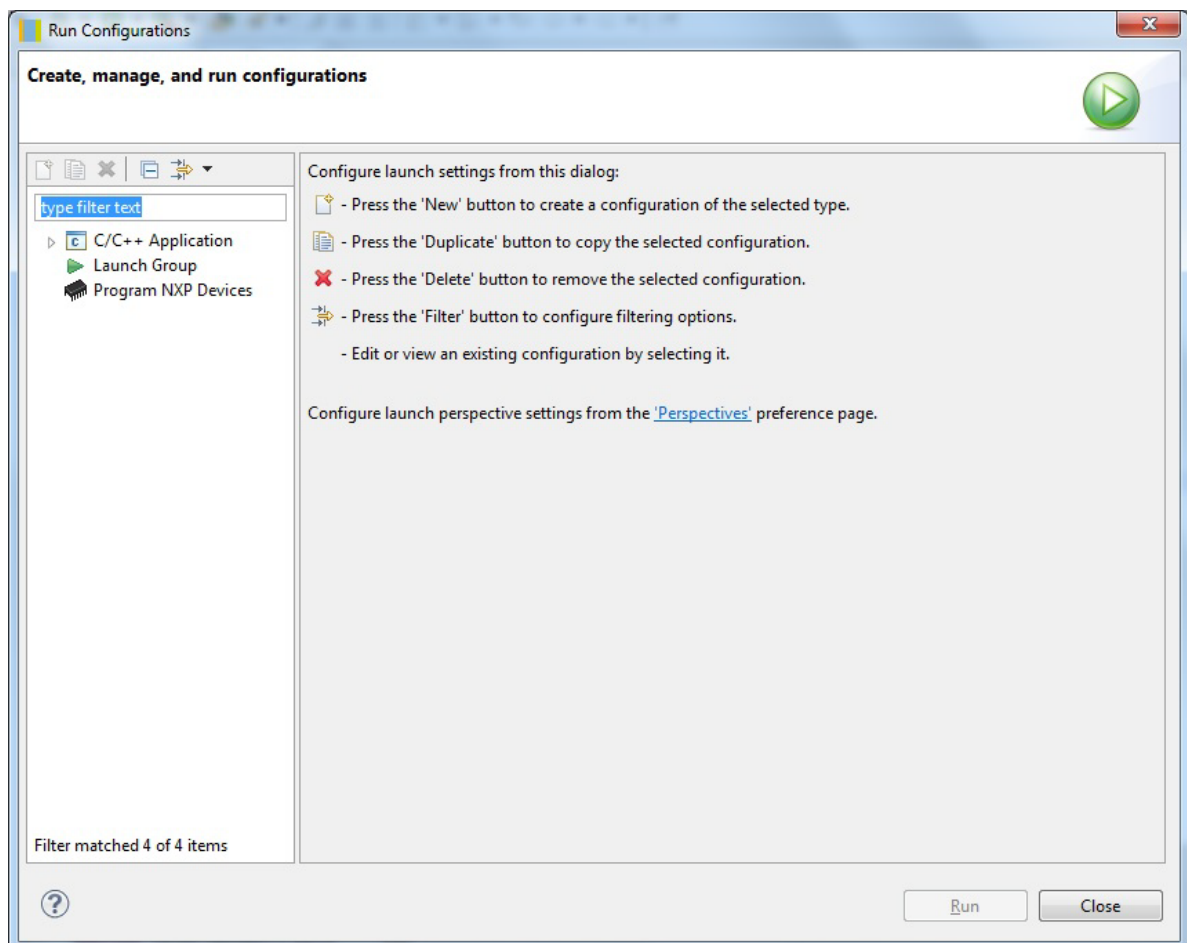 Run Configurations
Create, manage, and run configurations
type filter text
C/C++ Application
Launch Group
Program NXP Devices
Filter matched 4 of 4 items
Configure launch settings from this dialog:
- Press the 'New' button to create a configuration of the selected type.
- Press the 'Duplicate' button to copy the selected configuration.
- Press the 'Delete' button to remove the selected configuration.
- Press the 'Filter' button to configure filtering options.
- Edit or view an existing configuration by selecting it.
Configure launch perspective settings from the 'Perspectives' preference page.
Run
Close